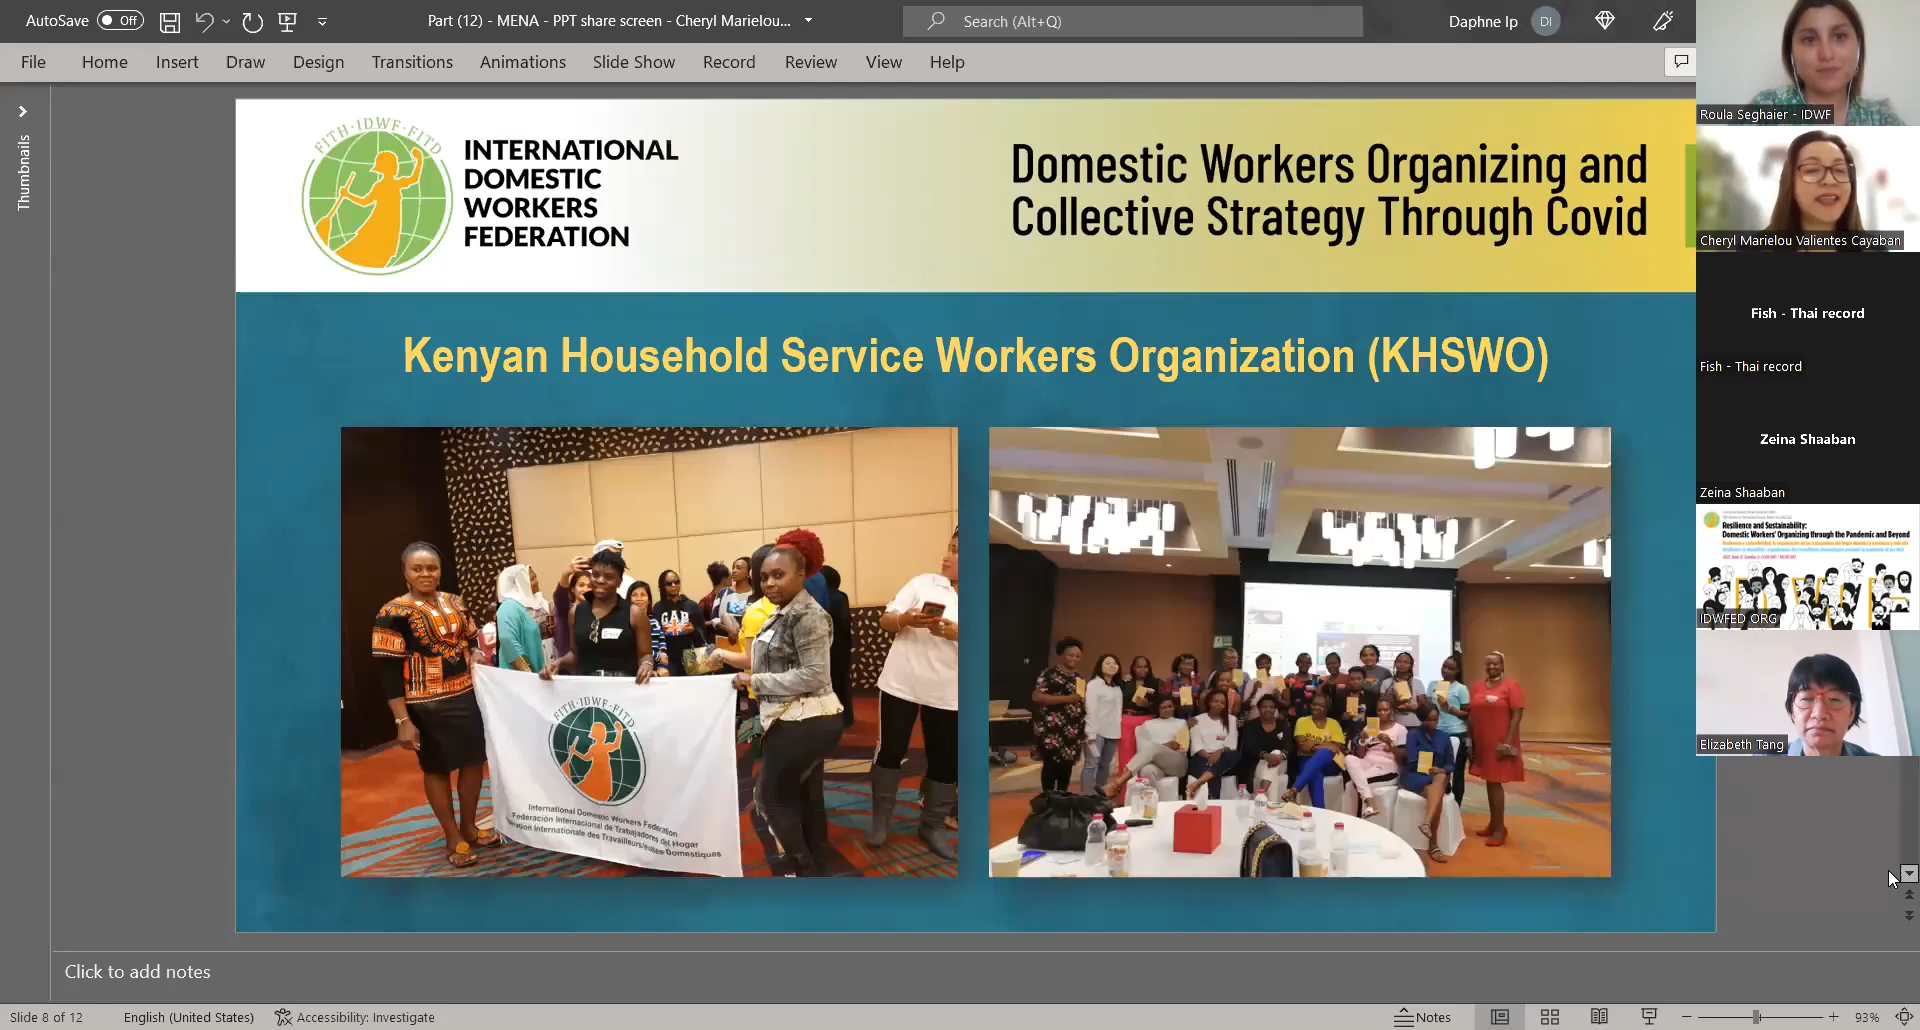 AutoSave Off
Part (12) - MENA - PPT share screen - Cheryl Marielou...
Search (Alt+Q)
Daphne Ip DI
File Home Insert Draw Design Transitions Animations Slide Show Record Review View Help
Thumbnails
FITH·IDWF·FITD
INTERNATIONAL
DOMESTIC
WORKERS
FEDERATION
Domestic Workers Organizing and
Collective Strategy Through Covid
Kenyan Household Service Workers Organization (KHSWO)
GAP
FITH·IDWF·FITD
International Domestic Workers Federation
Federación Internacional de Trabajadores del Hogar
Internationale des Travailleurs/euses Domestiques
Roula Seghaier - IDWF
Cheryl Marielou Valientes Cayaban
Fish - Thai record
Fish - Thai record
Zeina Shaaban
Zeina Shaaban
Resilience and Sustainability:
Domestic Workers' Organizing through the Pandemic and Beyond
IDWFED ORG
Elizabeth Tang
Click to add notes
Slide 8 of 12 English (United States) Accessibility: Investigate Notes 93%